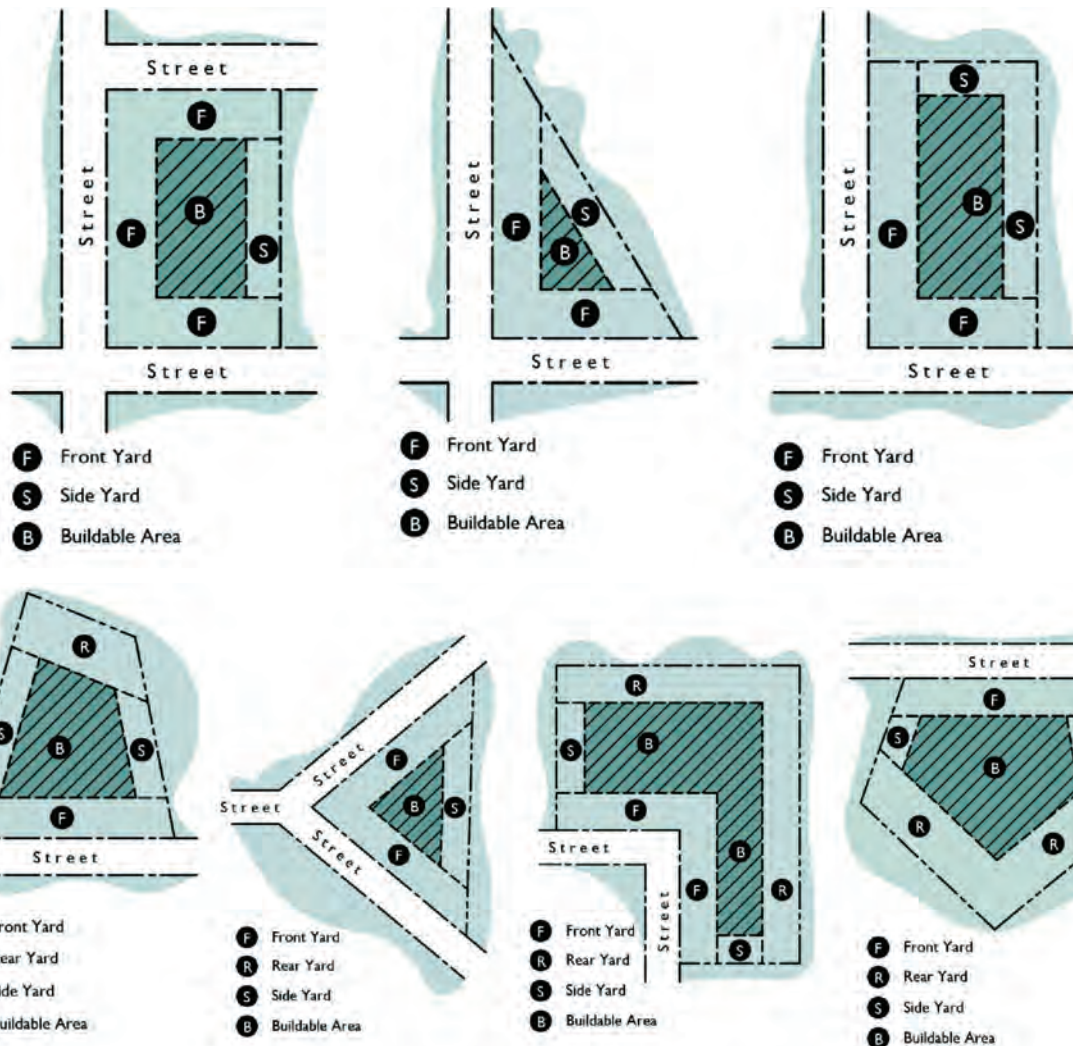 Street
F
Street
B
F
S
F
Street
F Front Yard
S Side Yard
B Buildable Area
Street
F
S
B
F
Street
F Front Yard
S Side Yard
B Buildable Area
S
Street
B
F
S
F
Street
F Front Yard
S Side Yard
B Buildable Area
R
S
B
S
F
Street
ront Yard
ear Yard
ide Yard
uildable Area
Street
F
Street
B
S
Street
F
F Front Yard
R Rear Yard
S Side Yard
B Buildable Area
R
S
B
F
Street
B
F
R
Street
S
F Front Yard
R Rear Yard
S Side Yard
B Buildable Area
Street
F
S
B
R
R
F Front Yard
R Rear Yard
S Side Yard
B Buildable Area